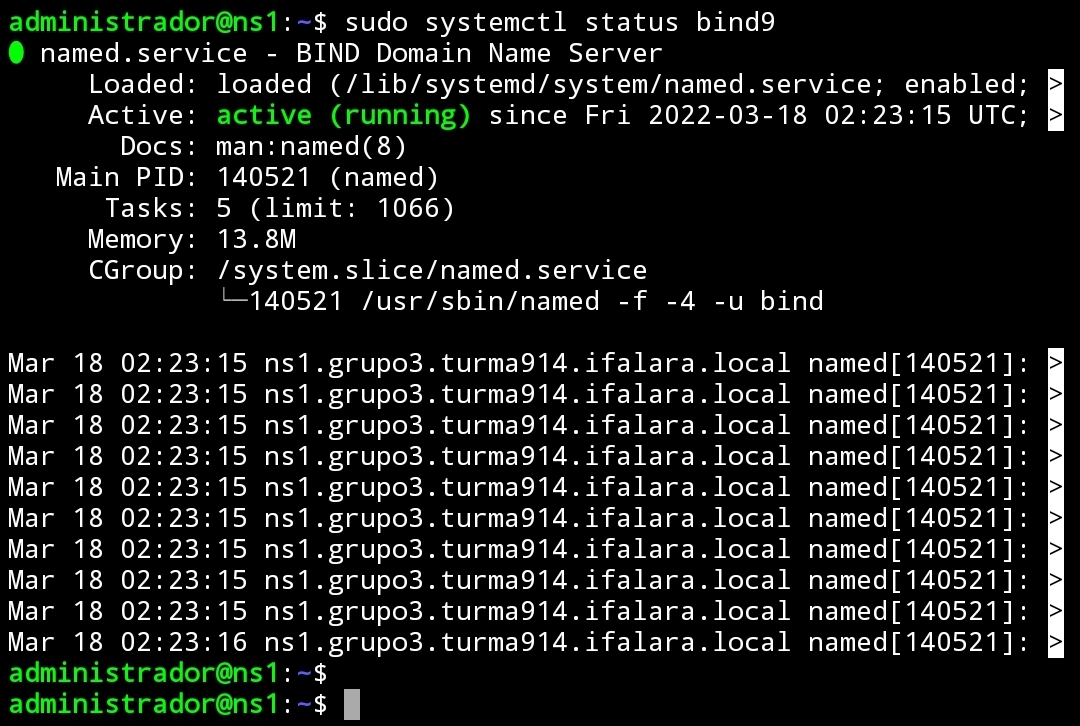 administrador@ns1:~$ sudo systemctl status bind9
● named.service - BIND Domain Name Server
     Loaded: loaded (/lib/systemd/system/named.service; enabled; >
     Active: active (running) since Fri 2022-03-18 02:23:15 UTC; >
       Docs: man:named(8)
   Main PID: 140521 (named)
      Tasks: 5 (limit: 1066)
     Memory: 13.8M
     CGroup: /system.slice/named.service
             └─140521 /usr/sbin/named -f -4 -u bind

Mar 18 02:23:15 ns1.grupo3.turma914.ifalara.local named[140521]: >
Mar 18 02:23:15 ns1.grupo3.turma914.ifalara.local named[140521]: >
Mar 18 02:23:15 ns1.grupo3.turma914.ifalara.local named[140521]: >
Mar 18 02:23:15 ns1.grupo3.turma914.ifalara.local named[140521]: >
Mar 18 02:23:15 ns1.grupo3.turma914.ifalara.local named[140521]: >
Mar 18 02:23:15 ns1.grupo3.turma914.ifalara.local named[140521]: >
Mar 18 02:23:15 ns1.grupo3.turma914.ifalara.local named[140521]: >
Mar 18 02:23:15 ns1.grupo3.turma914.ifalara.local named[140521]: >
Mar 18 02:23:15 ns1.grupo3.turma914.ifalara.local named[140521]: >
Mar 18 02:23:16 ns1.grupo3.turma914.ifalara.local named[140521]: >
administrador@ns1:~$
administrador@ns1:~$